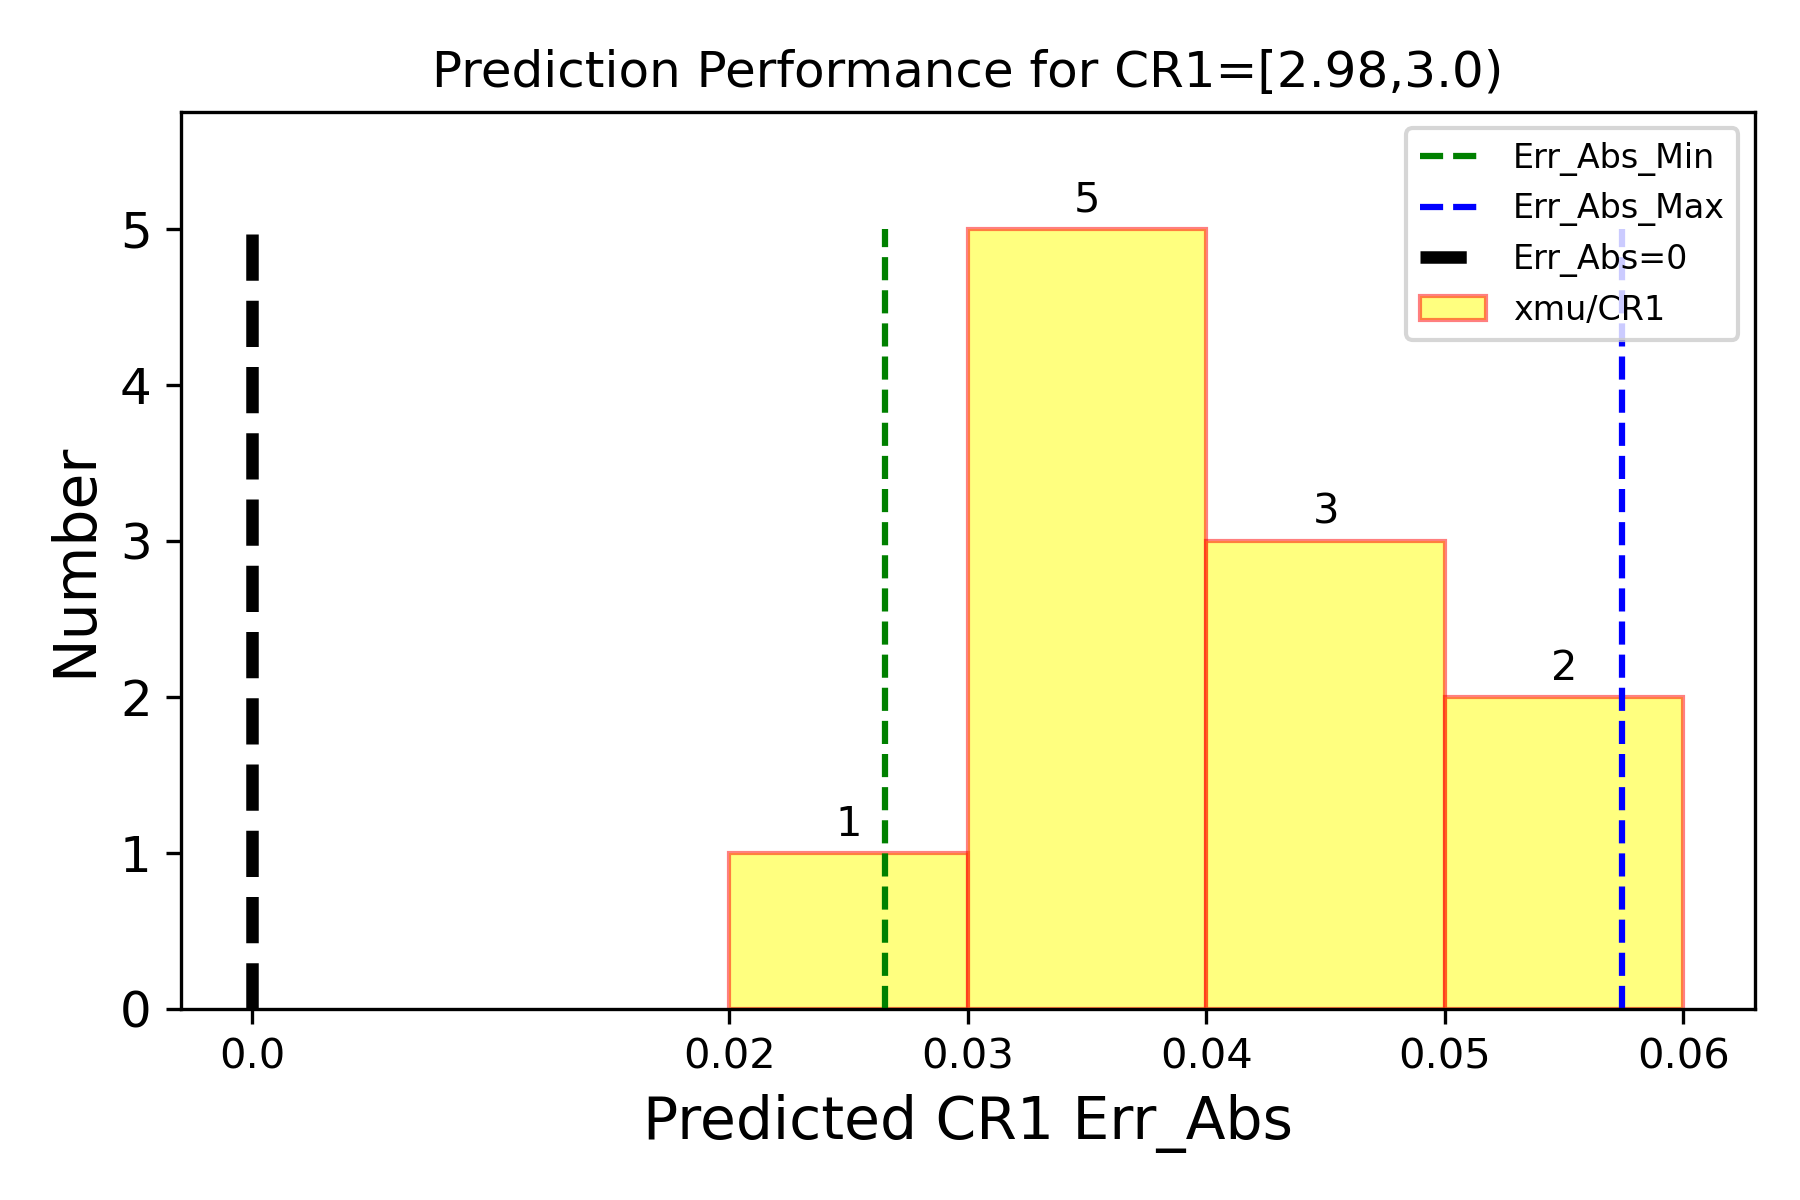 Prediction Performance for CR1=[2.98,3.0)
Err_Abs_Min
Err_Abs_Max
Err_Abs=0
xmu/CR1
Number
5
4
3
2
1
0
1
5
3
2
0.0 0.02 0.03 0.04 0.05 0.06
Predicted CR1 Err_Abs